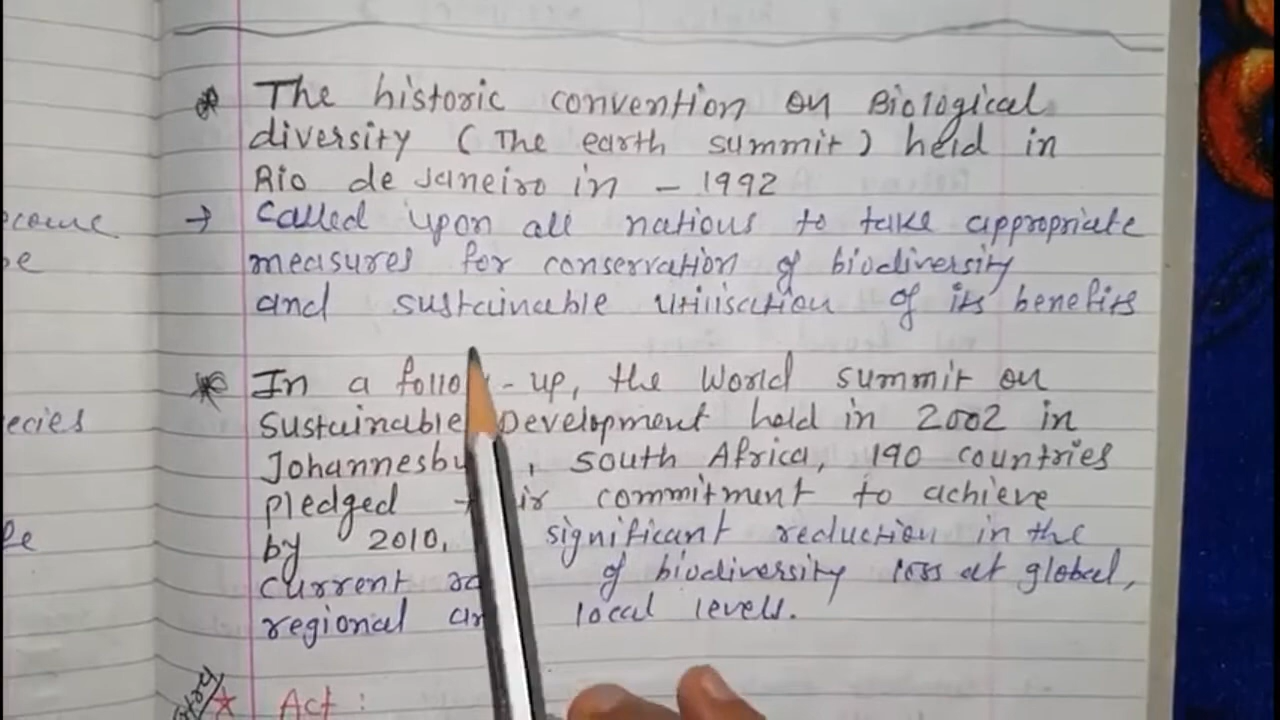 The historic convention on Biological
diversity (The earth summit) held in
Rio de Janeiro in - 1992
ecies
→ called upon all nations to take appropriate
measures for conservation of biodiversity
and sustainable utilisation of its benefits
In a follo - up, the World summit on
Sustainable Development held in 2002 in
Johannesbu , South Africa, 190 countries
pledged commitment to achieve
by 2010, significant reduction in the
current of biodiversity loss at global,
regional local levels.
Act :